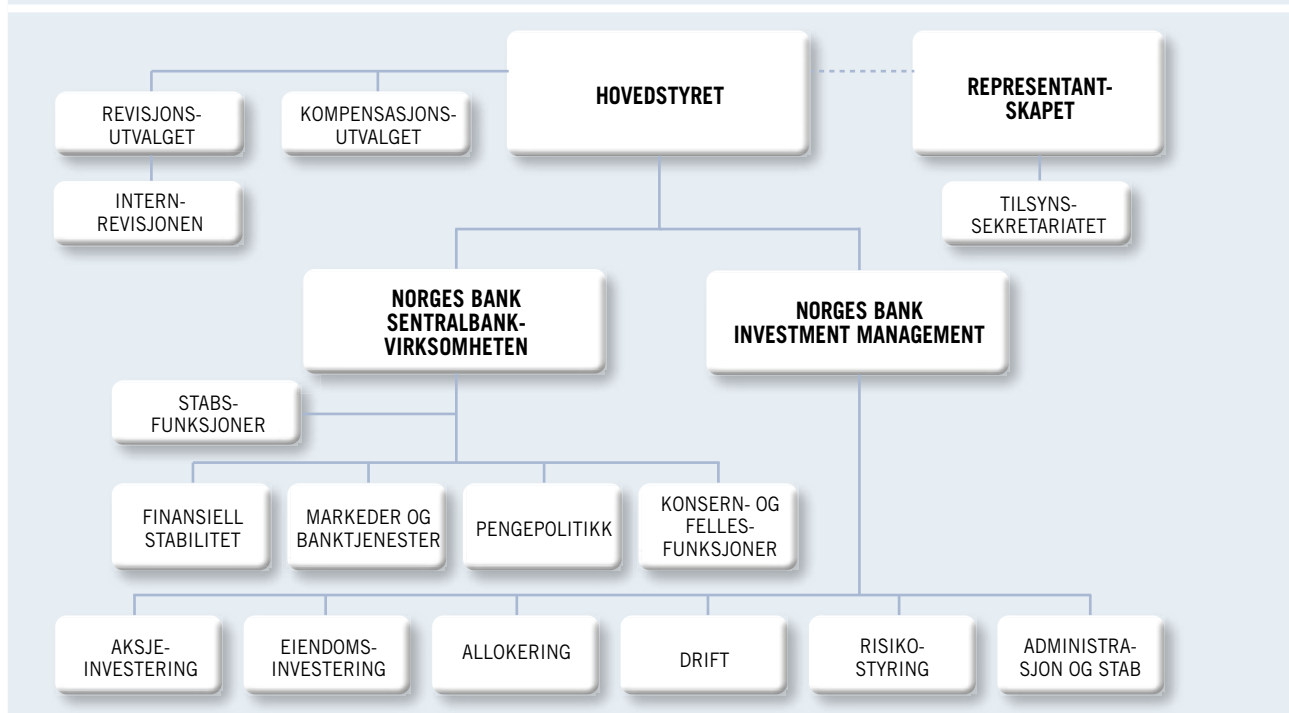 HOVEDSTYRET
REPRESENTANT-
SKAPET
REVISJONS-
UTVALGET
KOMPENSASJONS-
UTVALGET
INTERN-
REVISJONEN
TILSYNS-
SEKRETARIATET
NORGES BANK
SENTRALBANK-
VIRKSOMHETEN
NORGES BANK
INVESTMENT MANAGEMENT
STABS-
FUNKSJONER
FINANSIELL
STABILITET
MARKEDER OG
BANKTJENESTER
PENGEPOLITIKK
KONSERN- OG
FELLES-
FUNKSJONER
AKSJE-
INVESTERING
EIENDOMS-
INVESTERING
ALLOKERING
DRIFT
RISIKO-
STYRING
ADMINISTRA-
SJON OG STAB